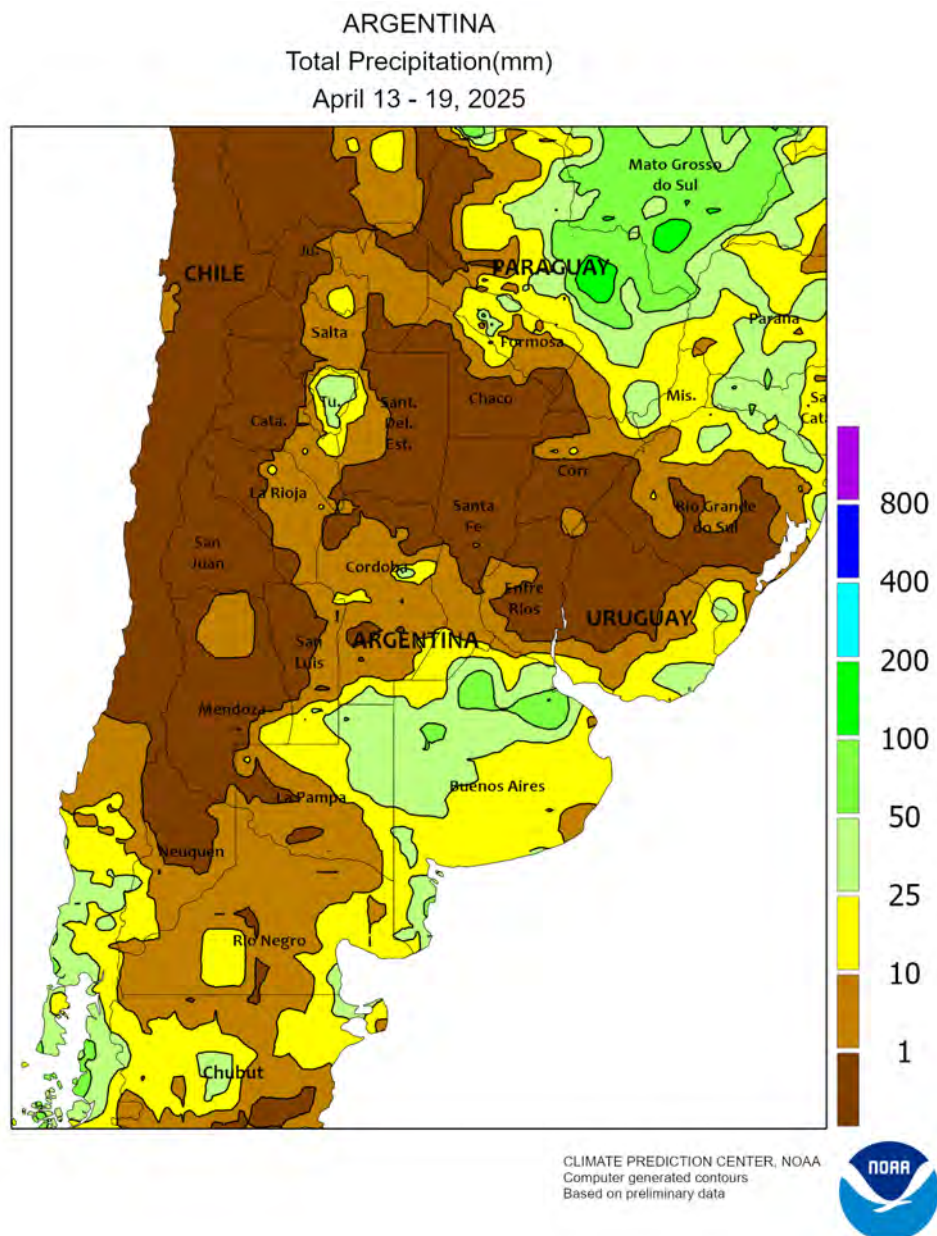 ARGENTINA
Total Precipitation(mm)
April 13 - 19, 2025
Mato Grosso
do Sul
Ju.
CHILE
PARAGUAY
Salta
Formosa
Parana
Tu.
Cata.
Sant.
Del.
Est.
Chaco
Mis.
Sa
Cata
La Rioja
Corr
Santa
Fe
Rio Grande
do Sul
San
Juan
Cordoba
Entre
Rios
URUGUAY
ARGENTINA
San
Luis
Mendoza
La Pampa
Buenos Aires
Neuquen
Rio Negro
Chubut
800
400
200
100
50
25
10
1
CLIMATE PREDICTION CENTER, NOAA
Computer generated contours
Based on preliminary data
NOAA